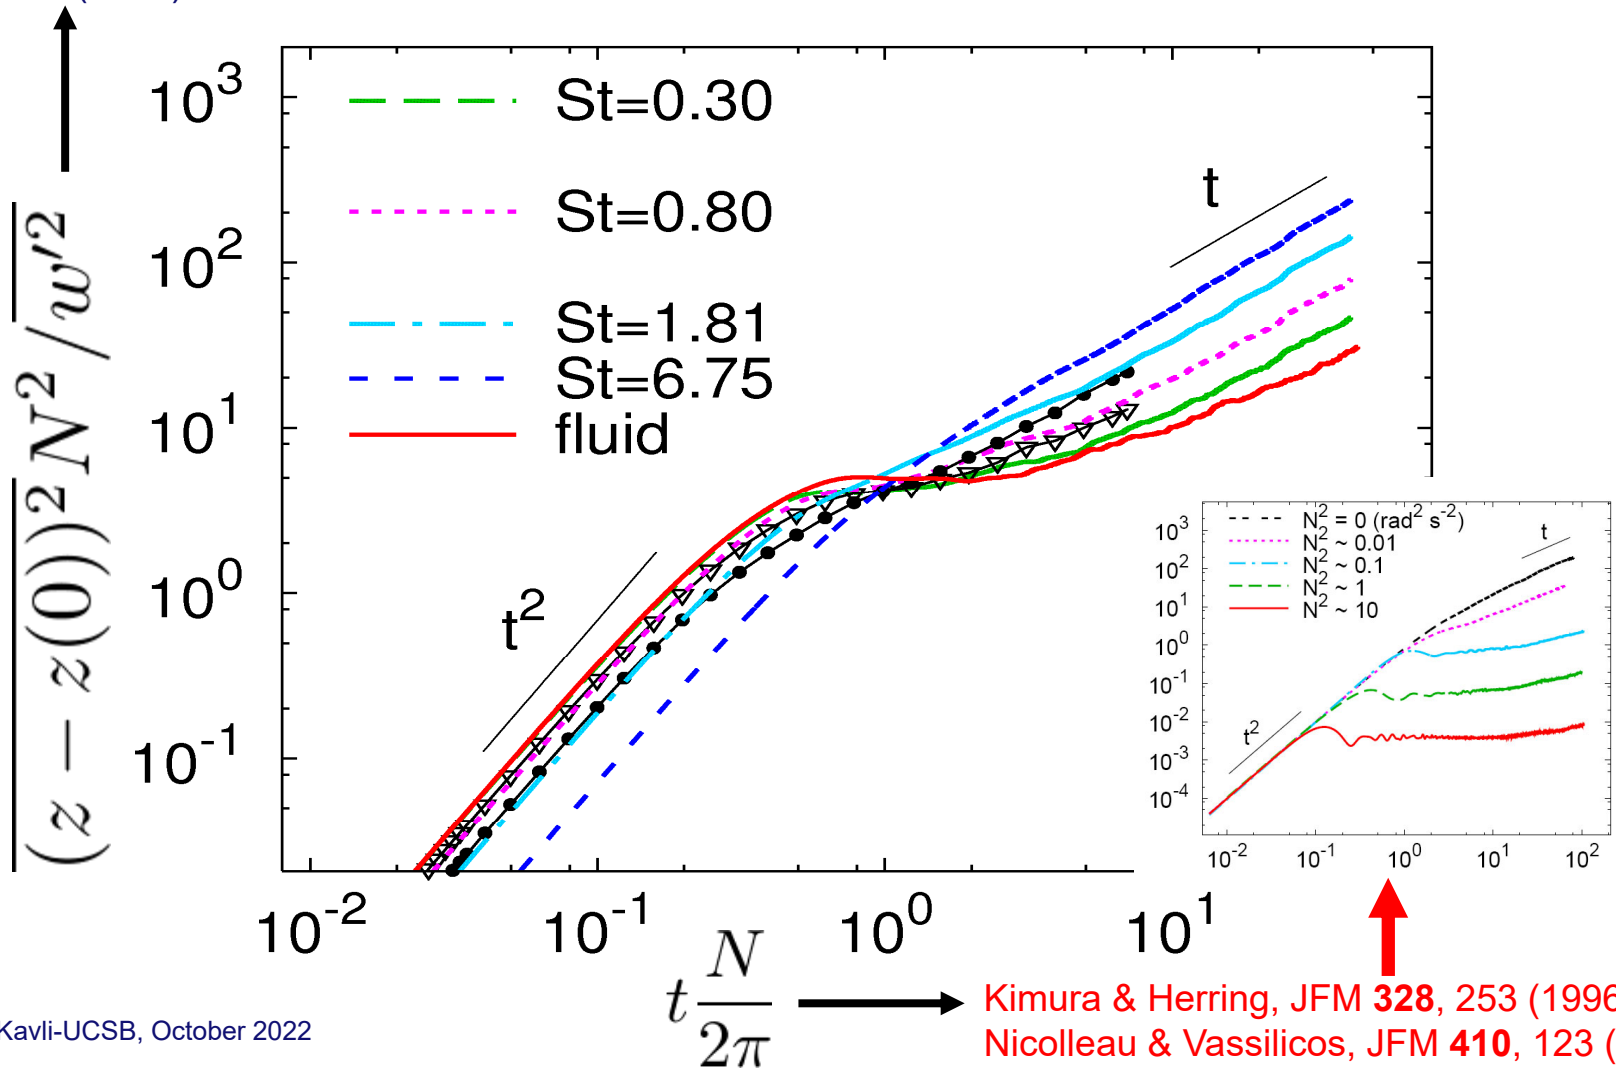 10^3
10^2
10^1
10^0
10^-1
St=0.30
St=0.80
St=1.81
St=6.75
fluid
t
t^2
(z − z(0))^2 N^2 / w'^2
10^-2 10^-1 10^0 10^1
t N/2π
N^2 = 0 (rad^2 s^-2)
N^2 ~ 0.01
N^2 ~ 0.1
N^2 ~ 1
N^2 ~ 10
t
t^2
10^3
10^2
10^1
10^0
10^-1
10^-2
10^-3
10^-4
10^-2 10^-1 10^0 10^1 10^2
Kimura & Herring, JFM 328, 253 (1996
Nicolleau & Vassilicos, JFM 410, 123 (
Kavli-UCSB, October 2022